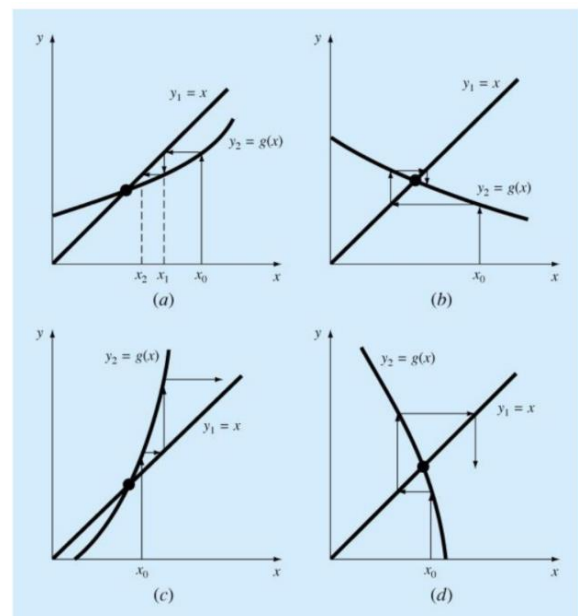 y
y₁ = x
y₂ = g(x)
x₂ x₁ x₀ x
(a)
y
y₁ = x
y₂ = g(x)
x₀ x
(b)
y
y₂ = g(x)
y₁ = x
x₀ x
(c)
y
y₂ = g(x)
y₁ = x
x₀ x
(d)